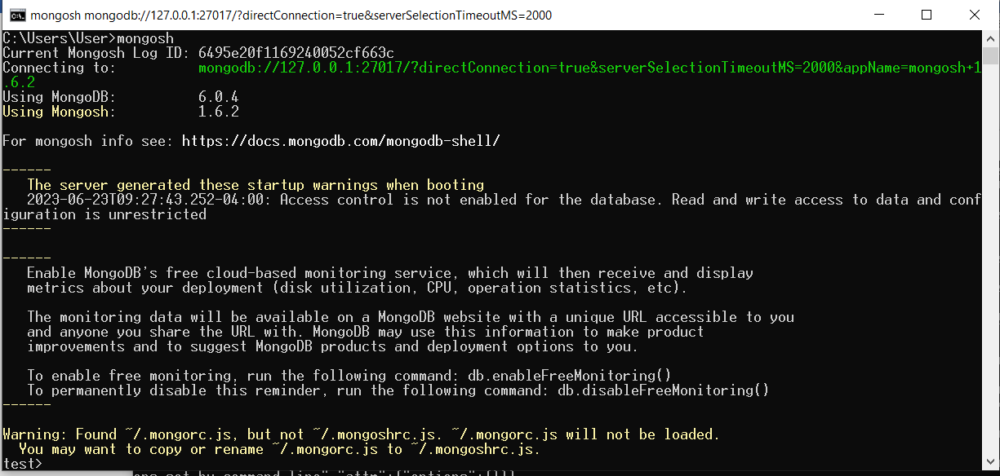 mongosh mongodb://127.0.0.1:27017/?directConnection=true&serverSelectionTimeoutMS=2000
C:\Users\User>mongosh
Current Mongosh Log ID: 6495e20f1169240052cf663c
Connecting to: mongodb://127.0.0.1:27017/?directConnection=true&serverSelectionTimeoutMS=2000&appName=mongosh+1
.6.2
Using MongoDB: 6.0.4
Using Mongosh: 1.6.2
For mongosh info see: https://docs.mongodb.com/mongodb-shell/
------
The server generated these startup warnings when booting
2023-06-23T09:27:43.252-04:00: Access control is not enabled for the database. Read and write access to data and conf
iguration is unrestricted
------
------
Enable MongoDB's free cloud-based monitoring service, which will then receive and display
metrics about your deployment (disk utilization, CPU, operation statistics, etc).
The monitoring data will be available on a MongoDB website with a unique URL accessible to you
and anyone you share the URL with. MongoDB may use this information to make product
improvements and to suggest MongoDB products and deployment options to you.
To enable free monitoring, run the following command: db.enableFreeMonitoring()
To permanently disable this reminder, run the following command: db.disableFreeMonitoring()
------
Warning: Found ~/.mongorc.js, but not ~/.mongoshrc.js. ~/.mongorc.js will not be loaded.
You may want to copy or rename ~/.mongorc.js to ~/.mongoshrc.js.
test>